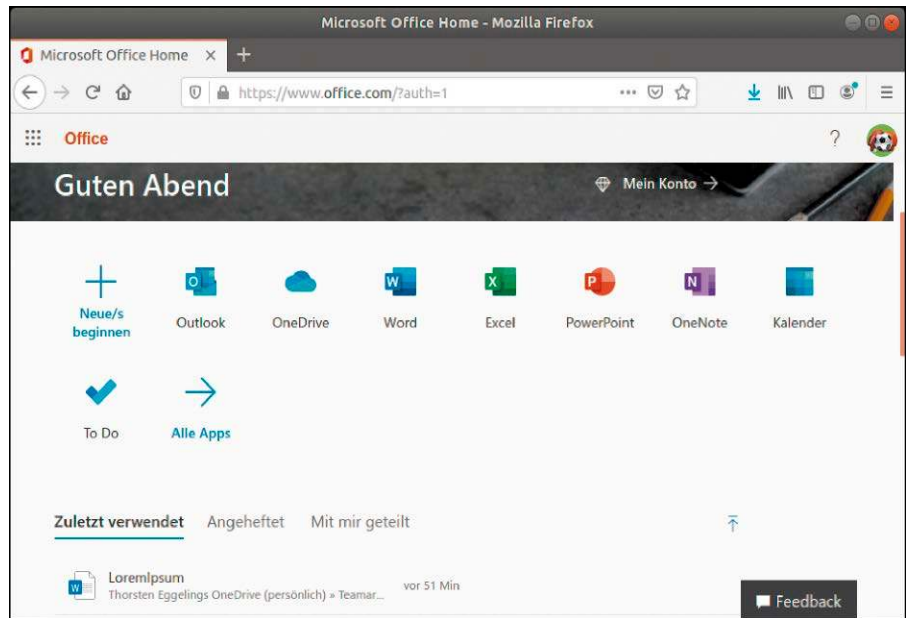 Microsoft Office Home - Mozilla Firefox
Microsoft Office Home
https://www.office.com/?auth=1
Office
?
Guten Abend
Mein Konto →
Neue/s
beginnen
Outlook
OneDrive
Word
Excel
PowerPoint
OneNote
Kalender
To Do
Alle Apps
Zuletzt verwendet Angeheftet Mit mir geteilt
LoremIpsum
Thorsten Eggelings OneDrive (persönlich) » Teamar...
vor 51 Min
Feedback